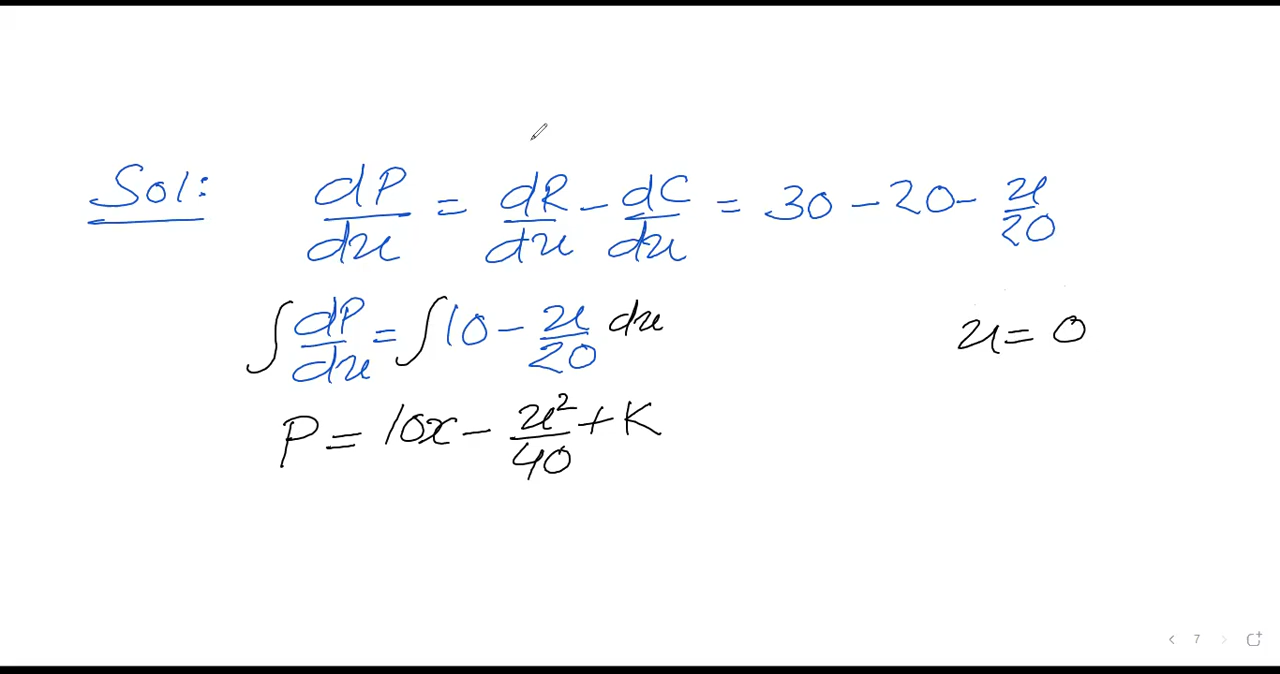 Sol: dP/dx = dR/dx - dC/dx = 30 - 20 - x/20
∫ dP/dx = ∫ 10 - x/20 dx
x = 0
P = 10x - x²/40 + K
7